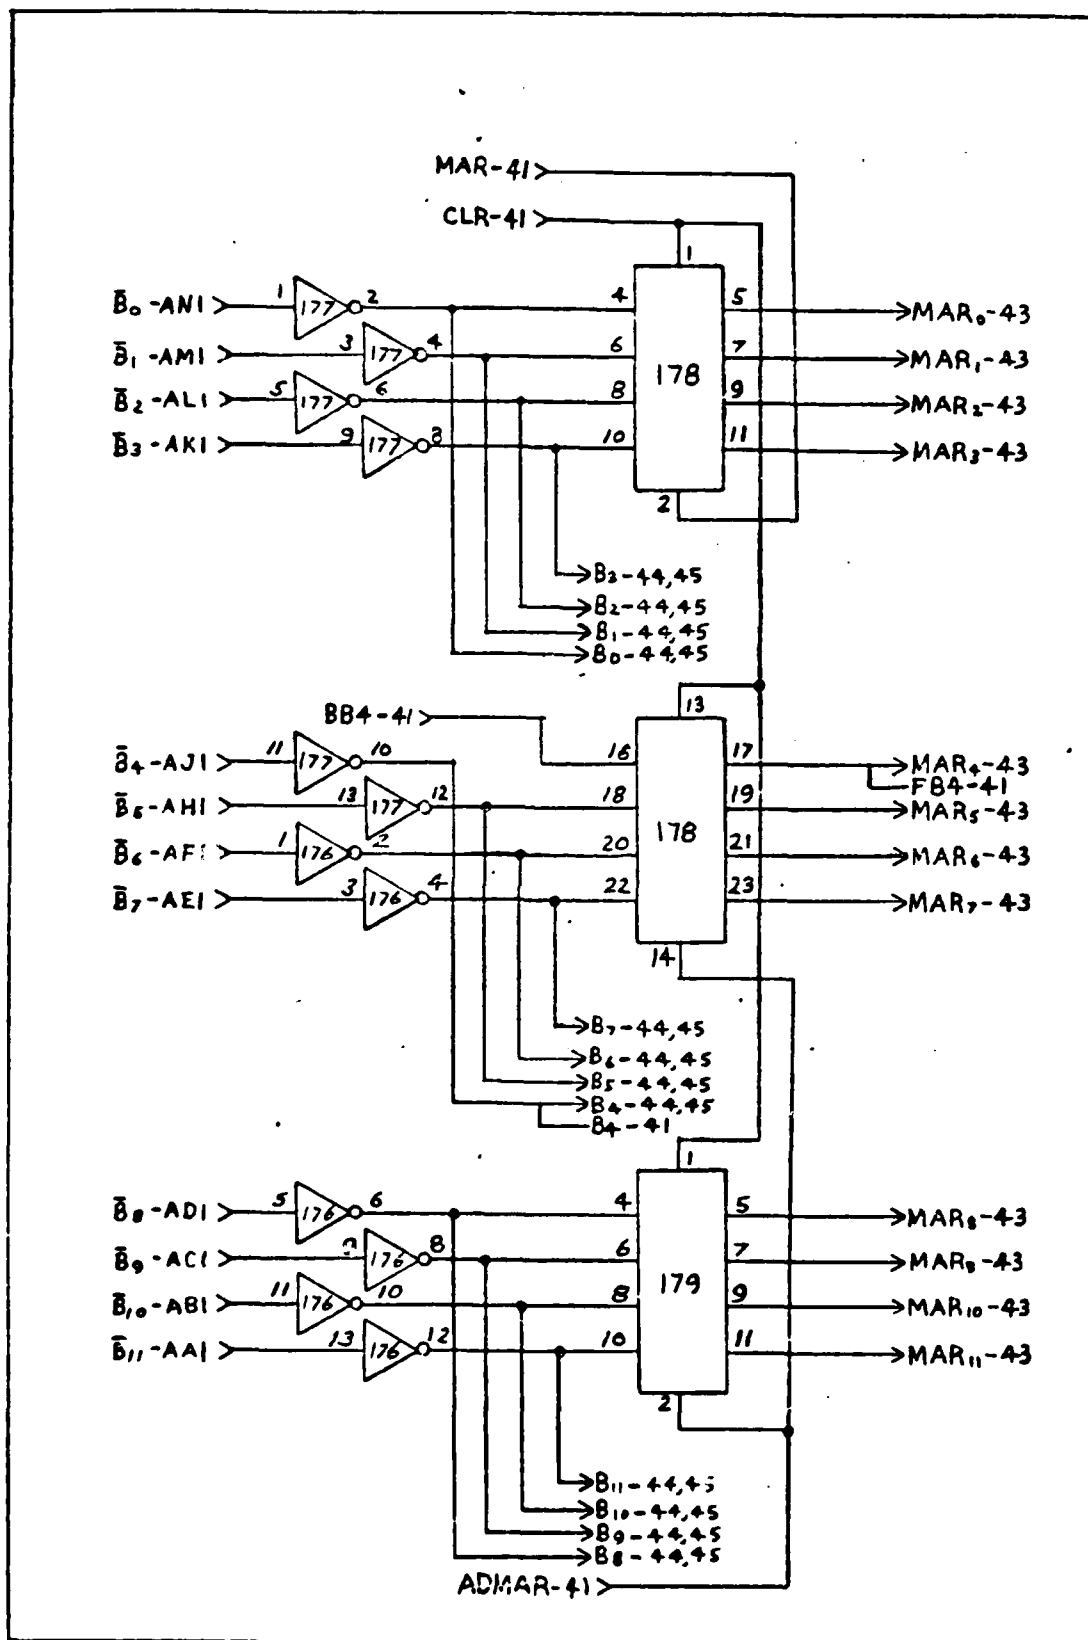 MAR-41
CLR-41
1
B̄₀-AN1 1 177 2 4 5 MAR₀-43
B̄₁-AM1 3 177 4 6 7 MAR₁-43
178
B̄₂-AL1 5 177 6 8 9 MAR₂-43
B̄₃-AK1 9 177 8 10 11 MAR₃-43
2
B₃-44,45
B₂-44,45
B₁-44,45
B₀-44,45
13
BB4-41
16 17 MAR₄-43
B̄₄-AJ1 11 177 10
FB4-41
B̄₅-AH1 13 177 12 18 19 MAR₅-43
178
B̄₆-AF1 1 176 2 20 21 MAR₆-43
B̄₇-AE1 3 176 4 22 23 MAR₇-43
14
B₇-44,45
B₆-44,45
B₅-44,45
B₄-44,45
B₄-41
1
B̄₈-AD1 5 176 6 4 5 MAR₈-43
B̄₉-AC1 176 8 6 7 MAR₉-43
179
B̄₁₀-AB1 11 176 10 8 9 MAR₁₀-43
B̄₁₁-AA1 13 176 12 10 11 MAR₁₁-43
2
B₁₁-44,45
B₁₀-44,45
B₉-44,45
B₈-44,45
ADMAR-41